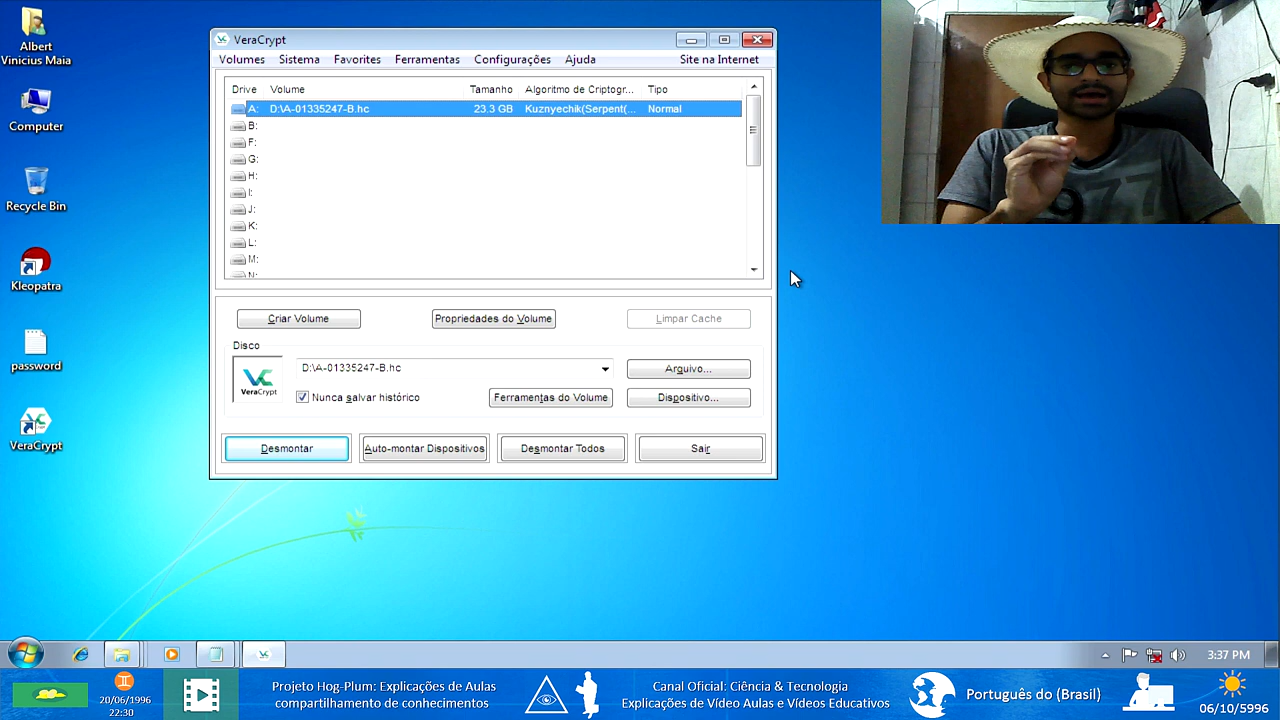 Albert
Vinicius Maia
Computer
Recycle Bin
Kleopatra
password
VeraCrypt
VeraCrypt
Volumes Sistema Favorites Ferramentas Configurações Ajuda Site na Internet
Drive Volume Tamanho Algoritmo de Criptogr... Tipo
A: D:\A-01335247-B.hc 23.3 GB Kuznyechik(Serpent(... Normal
B:
F:
G:
H:
I:
J:
K:
L:
M:
N:
Criar Volume Propriedades do Volume Limpar Cache
Disco
VeraCrypt
D:\A-01335247-B.hc Arquivo...
Nunca salvar histórico Ferramentas do Volume Dispositivo...
Desmontar Auto-montar Dispositivos Desmontar Todos Sair
977
3:37 PM
20/06/1996
22:30
Projeto Hog-Plum: Explicações de Aulas
compartilhamento de conhecimentos
Canal Oficial: Ciência & Tecnologia
Explicações de Vídeo Aulas e Vídeos Educativos
Português do (Brasil)
06/10/5996